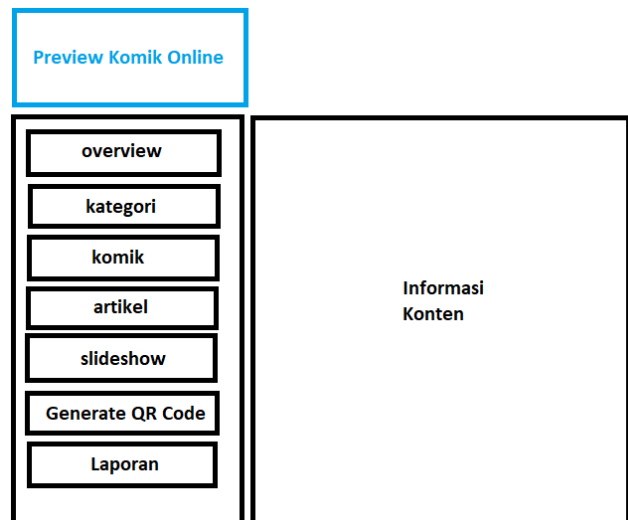 Preview Komik Online
overview
kategori
komik
artikel
slideshow
Generate QR Code
Laporan
Informasi
Konten